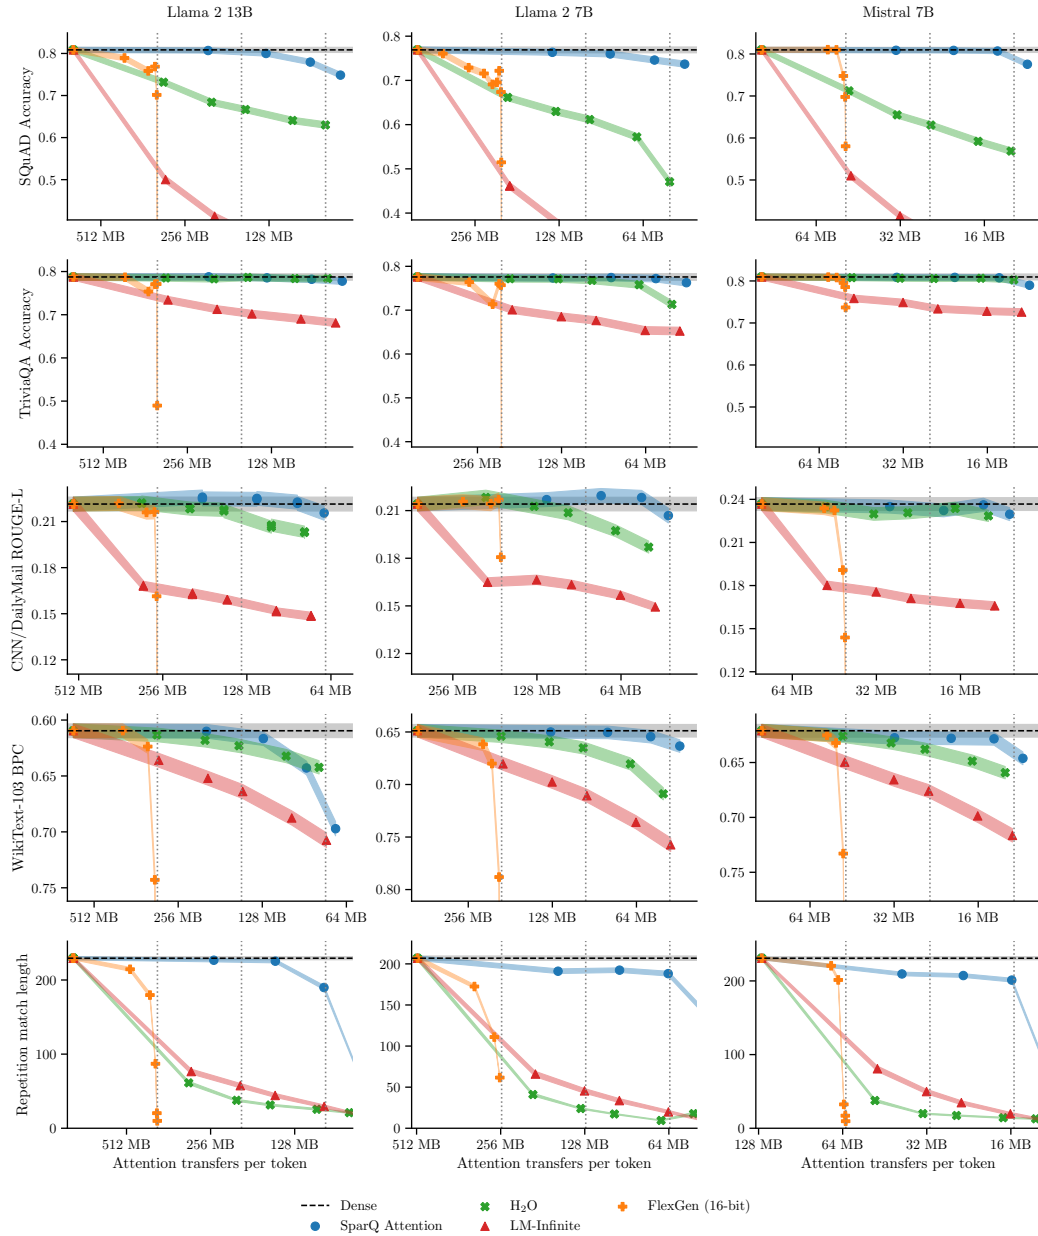 Llama 2 13B
Llama 2 7B
Mistral 7B
SQuAD Accuracy
0.8
0.7
0.6
0.5
512 MB
256 MB
128 MB
0.8
0.7
0.6
0.5
0.4
256 MB
128 MB
64 MB
0.8
0.7
0.6
0.5
64 MB
32 MB
16 MB
TriviaQA Accuracy
0.8
0.7
0.6
0.5
0.4
512 MB
256 MB
128 MB
0.8
0.7
0.6
0.5
0.4
256 MB
128 MB
64 MB
0.8
0.7
0.6
0.5
64 MB
32 MB
16 MB
CNN/DailyMail ROUGE-L
0.21
0.18
0.15
0.12
512 MB
256 MB
128 MB
64 MB
0.21
0.18
0.15
0.12
256 MB
128 MB
64 MB
0.24
0.21
0.18
0.15
0.12
64 MB
32 MB
16 MB
WikiText-103 BPC
0.60
0.65
0.70
0.75
512 MB
256 MB
128 MB
64 MB
0.65
0.70
0.75
0.80
256 MB
128 MB
64 MB
0.65
0.70
0.75
64 MB
32 MB
16 MB
Repetition match length
200
100
0
512 MB
256 MB
128 MB
Attention transfers per token
200
150
100
50
0
512 MB
256 MB
128 MB
64 MB
Attention transfers per token
200
100
0
128 MB
64 MB
32 MB
16 MB
Attention transfers per token
Dense
SparQ Attention
H₂O
LM-Infinite
FlexGen (16-bit)